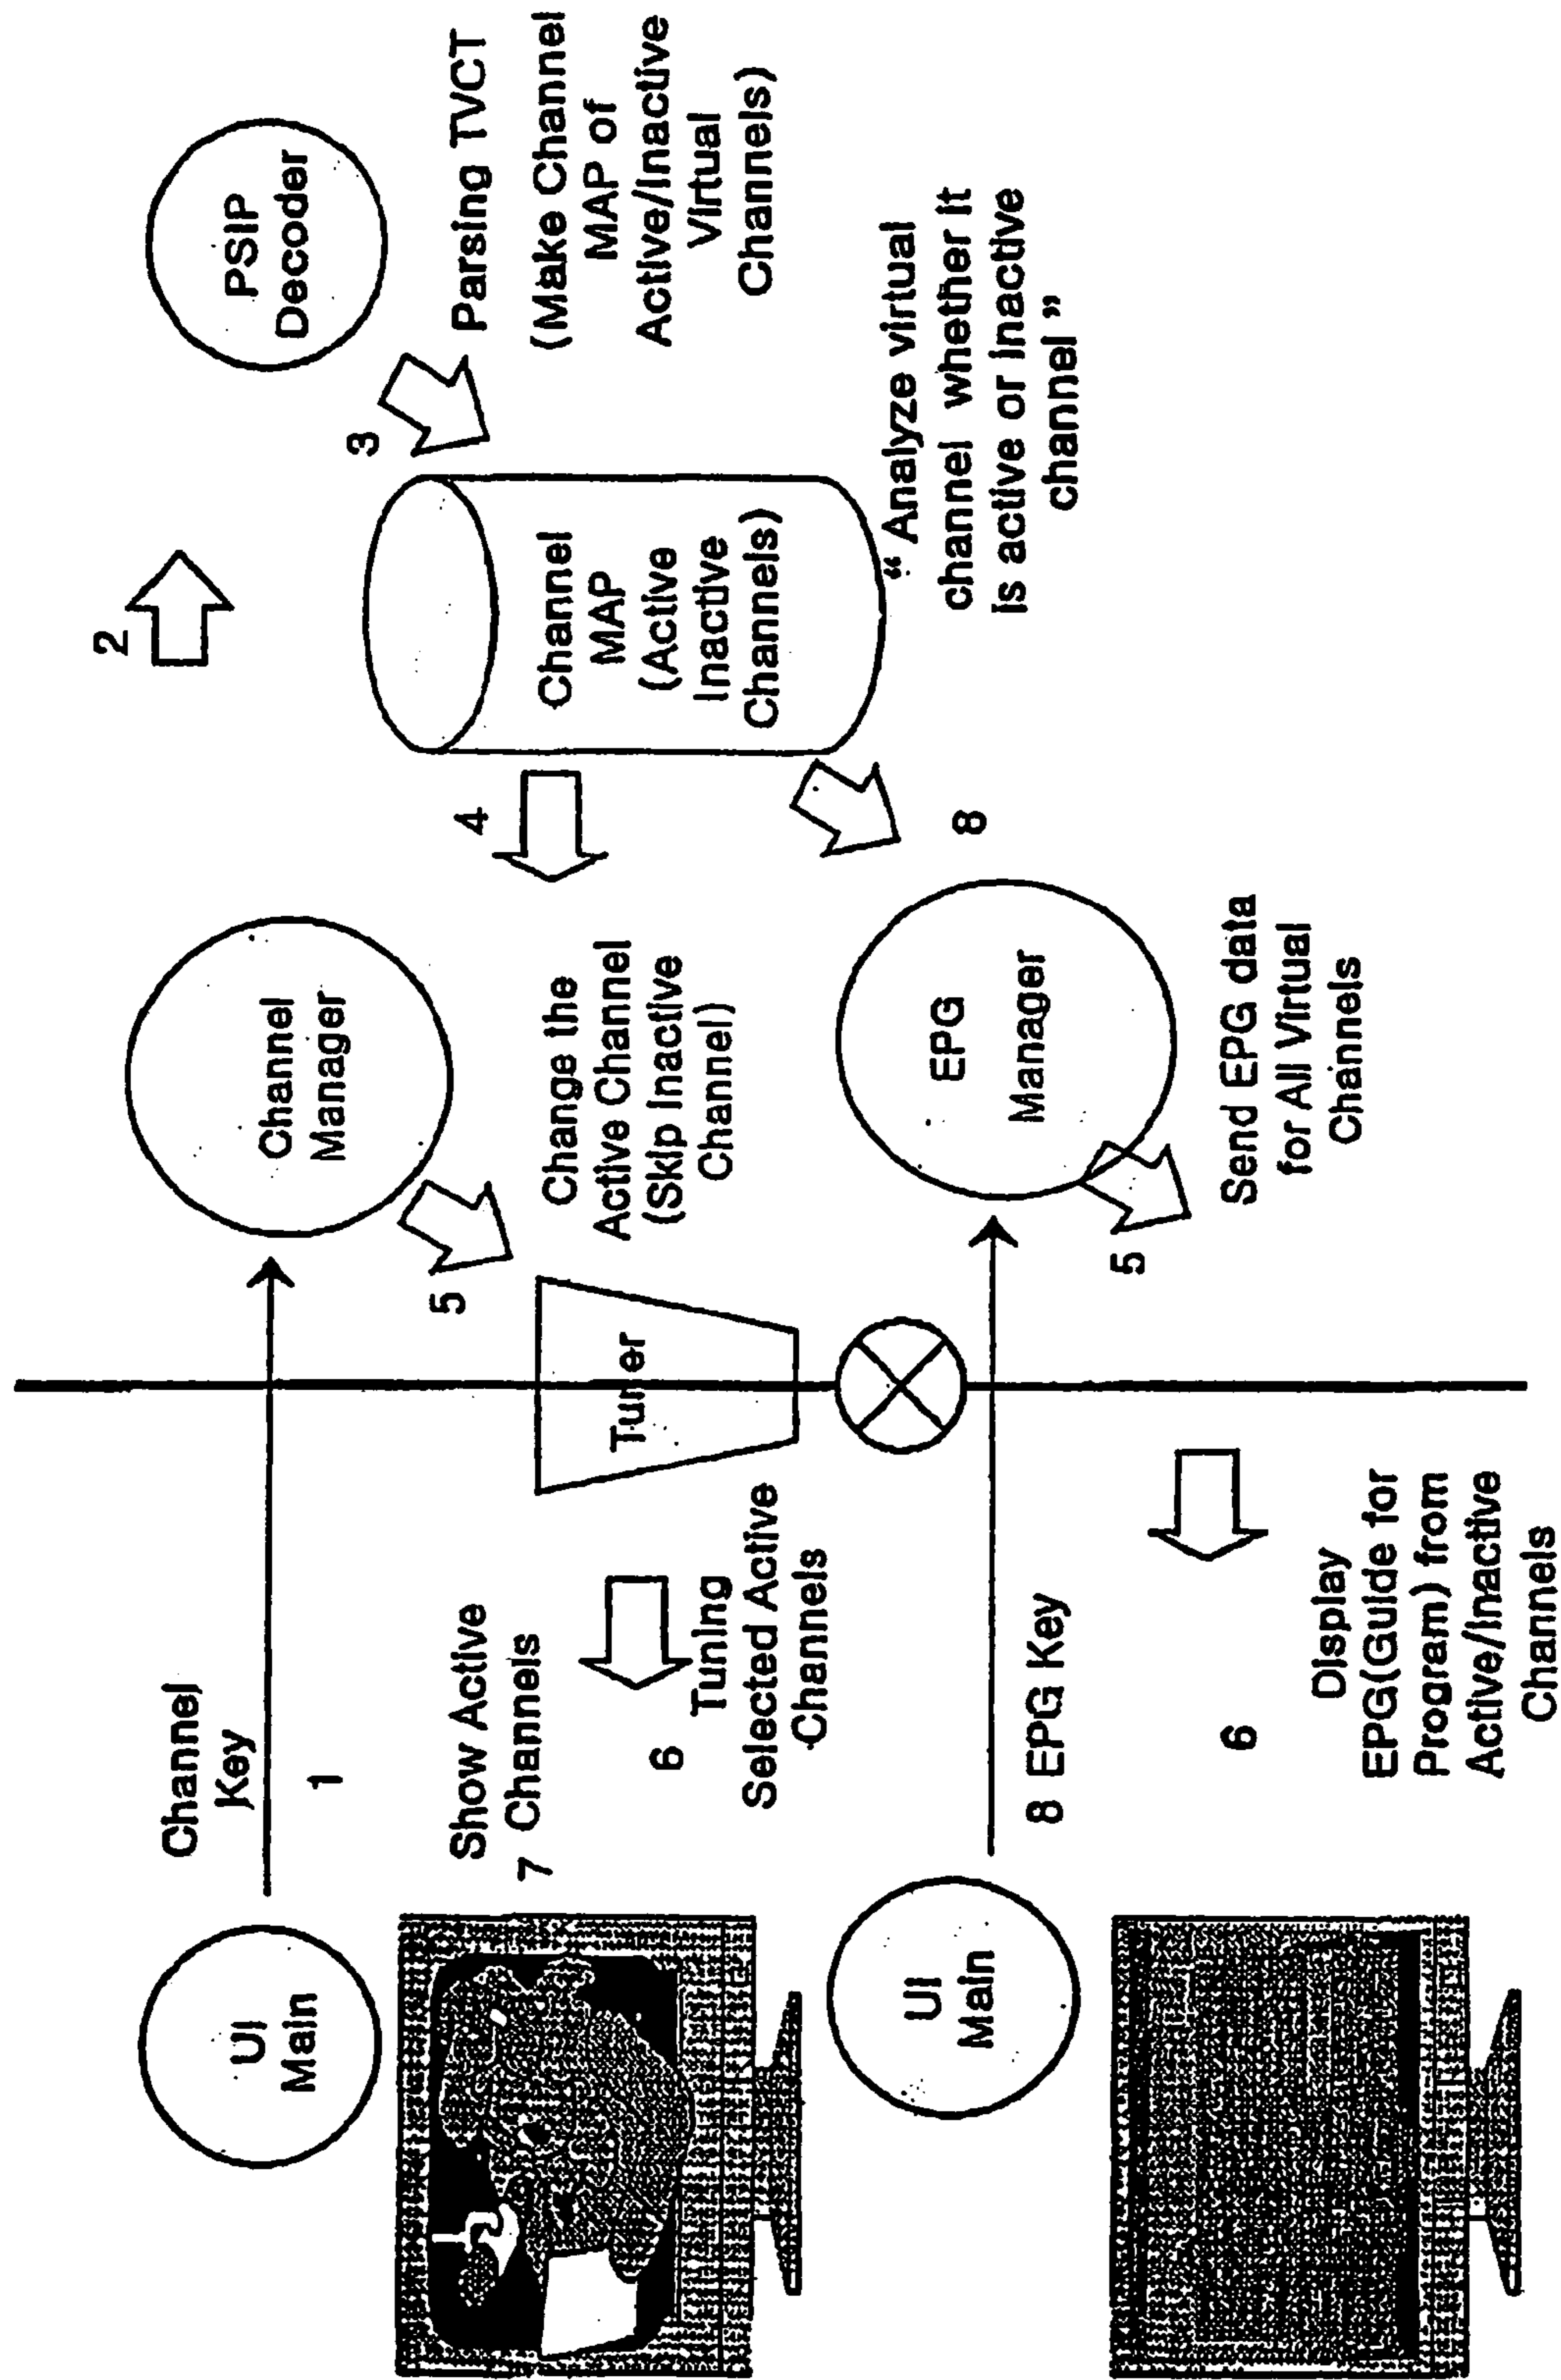 UI
Main
Channel
Key
1
Channel
Manager
2
PSIP
Decoder
3
Parsing TVCT
(Make Channel
MAP of
Active/Inactive
Virtual
Channels)
Channel
MAP
(Active
Inactive
Channels)
4
Change the
Active Channel
(Skip Inactive
Channel)
5
Tuner
Show Active
7 Channels
6
Tuning
Selected Active
Channels
"Analyze virtual
channel whether it
is active or inactive
channel"
8
UI
Main
8 EPG Key
EPG
Manager
5
Send EPG data
for All Virtual
Channels
6
Display
EPG(Guide for
Program) from
Active/Inactive
Channels